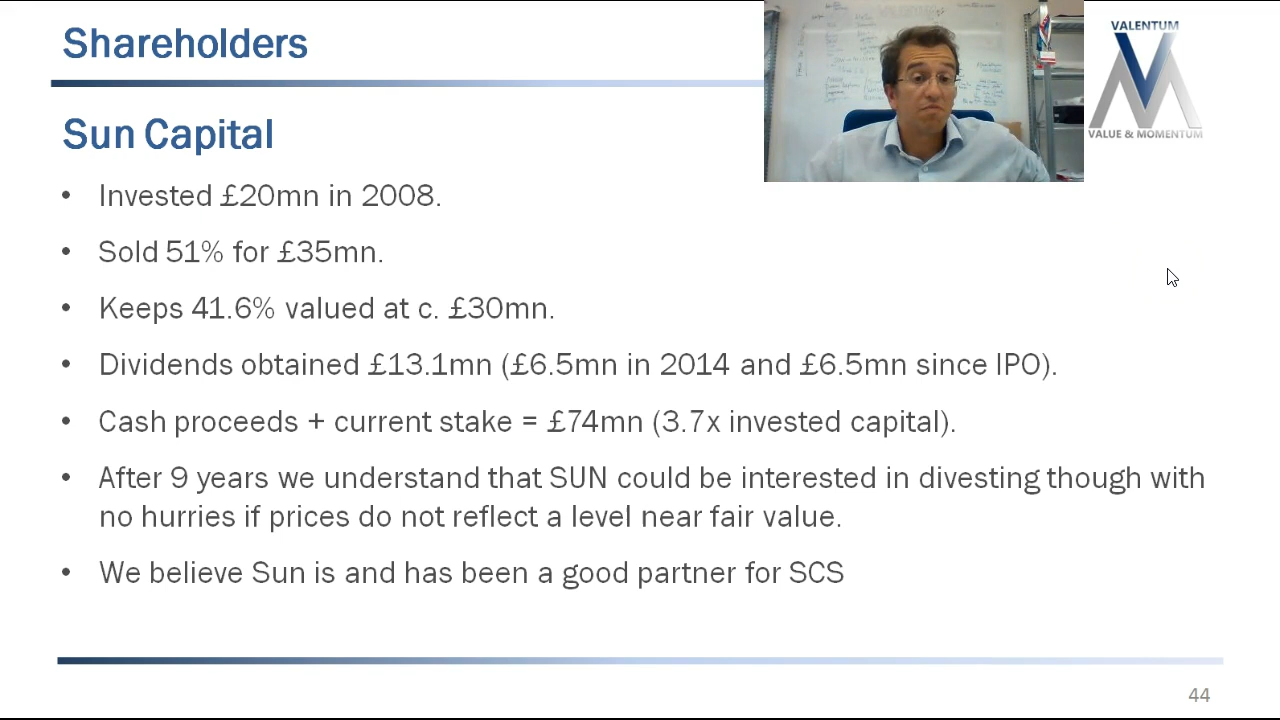 Shareholders
VALENTUM
VALUE & MOMENTUM
Sun Capital
• Invested £20mn in 2008.
• Sold 51% for £35mn.
• Keeps 41.6% valued at c. £30mn.
• Dividends obtained £13.1mn (£6.5mn in 2014 and £6.5mn since IPO).
• Cash proceeds + current stake = £74mn (3.7x invested capital).
• After 9 years we understand that SUN could be interested in divesting though with
no hurries if prices do not reflect a level near fair value.
• We believe Sun is and has been a good partner for SCS
44